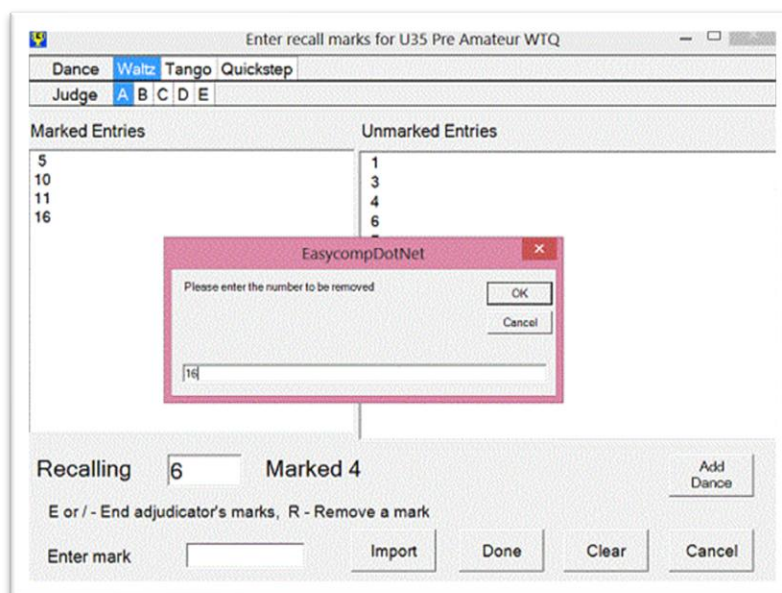 Enter recall marks for U35 Pre Amateur WTQ
Dance Waltz Tango Quickstep
Judge A B C D E
Marked Entries Unmarked Entries
5 1
10 3
11 4
16 6
EasycompDotNet
Please enter the number to be removed
OK
Cancel
16
Recalling 6 Marked 4
Add
Dance
E or / - End adjudicator's marks, R - Remove a mark
Enter mark Import Done Clear Cancel